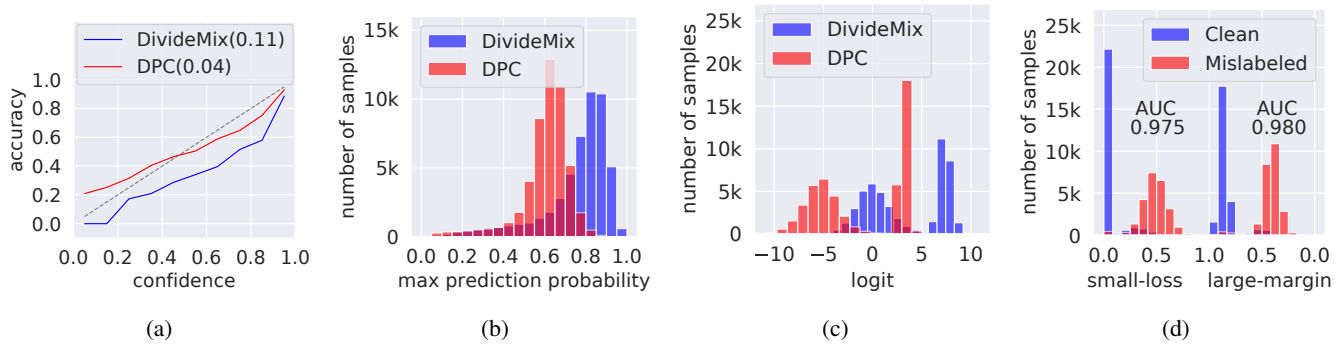 DivideMix(0.11)
DPC(0.04)
accuracy
1.0
0.8
0.6
0.4
0.2
0.0
0.0 0.2 0.4 0.6 0.8 1.0
confidence
(a)
DivideMix
DPC
number of samples
15k
10k
5k
0
0.0 0.2 0.4 0.6 0.8 1.0
max prediction probability
(b)
DivideMix
DPC
number of samples
25k
20k
15k
10k
5k
0
−10 −5 0 5 10
logit
(c)
Clean
Mislabeled
number of samples
25k
20k
15k
10k
5k
0
AUC
0.975
AUC
0.980
0.0 0.5 1.0 0.5 0.0
small-loss large-margin
(d)